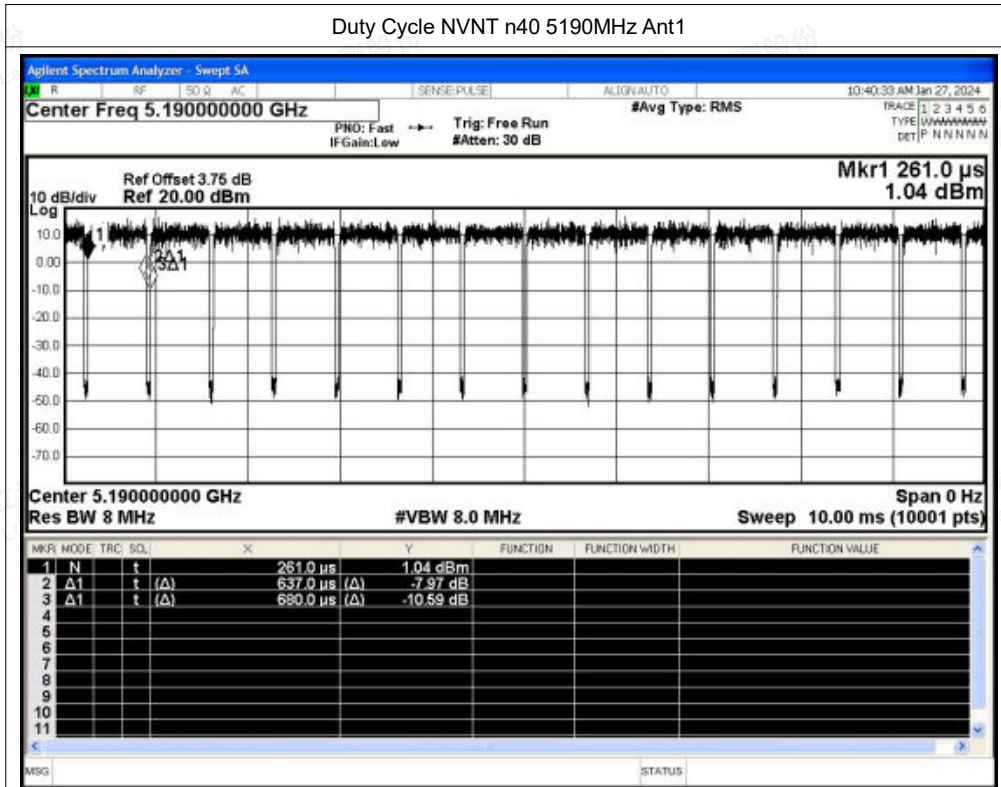 Duty Cycle NVNT n40 5190MHz Ant1
Agilent Spectrum Analyzer - Swept SA
R RF 50 Ω AC SENSE:PULSE ALIGN AUTO 10:40:33 AM Jan 27, 2024
Center Freq 5.190000000 GHz #Avg Type: RMS TRACE 1 2 3 4 5 6
PNO: Fast Trig: Free Run TYPE
IFGain:Low #Atten: 30 dB DET P N N N N N
Mkr1 261.0 µs
Ref Offset 3.75 dB
10 dB/div Ref 20.00 dBm 1.04 dBm
Log
10.0
0.00
-10.0
-20.0
-30.0
-40.0
-50.0
-60.0
-70.0
1
2Δ1
3Δ1
Center 5.190000000 GHz Span 0 Hz
Res BW 8 MHz #VBW 8.0 MHz Sweep 10.00 ms (10001 pts)
MKR MODE TRC SCL X Y FUNCTION FUNCTION WIDTH FUNCTION VALUE
1 N t 261.0 µs 1.04 dBm
2 Δ1 t (Δ) 637.0 µs (Δ) -7.97 dB
3 Δ1 t (Δ) 680.0 µs (Δ) -10.59 dB
4
5
6
7
8
9
10
11
MSG STATUS